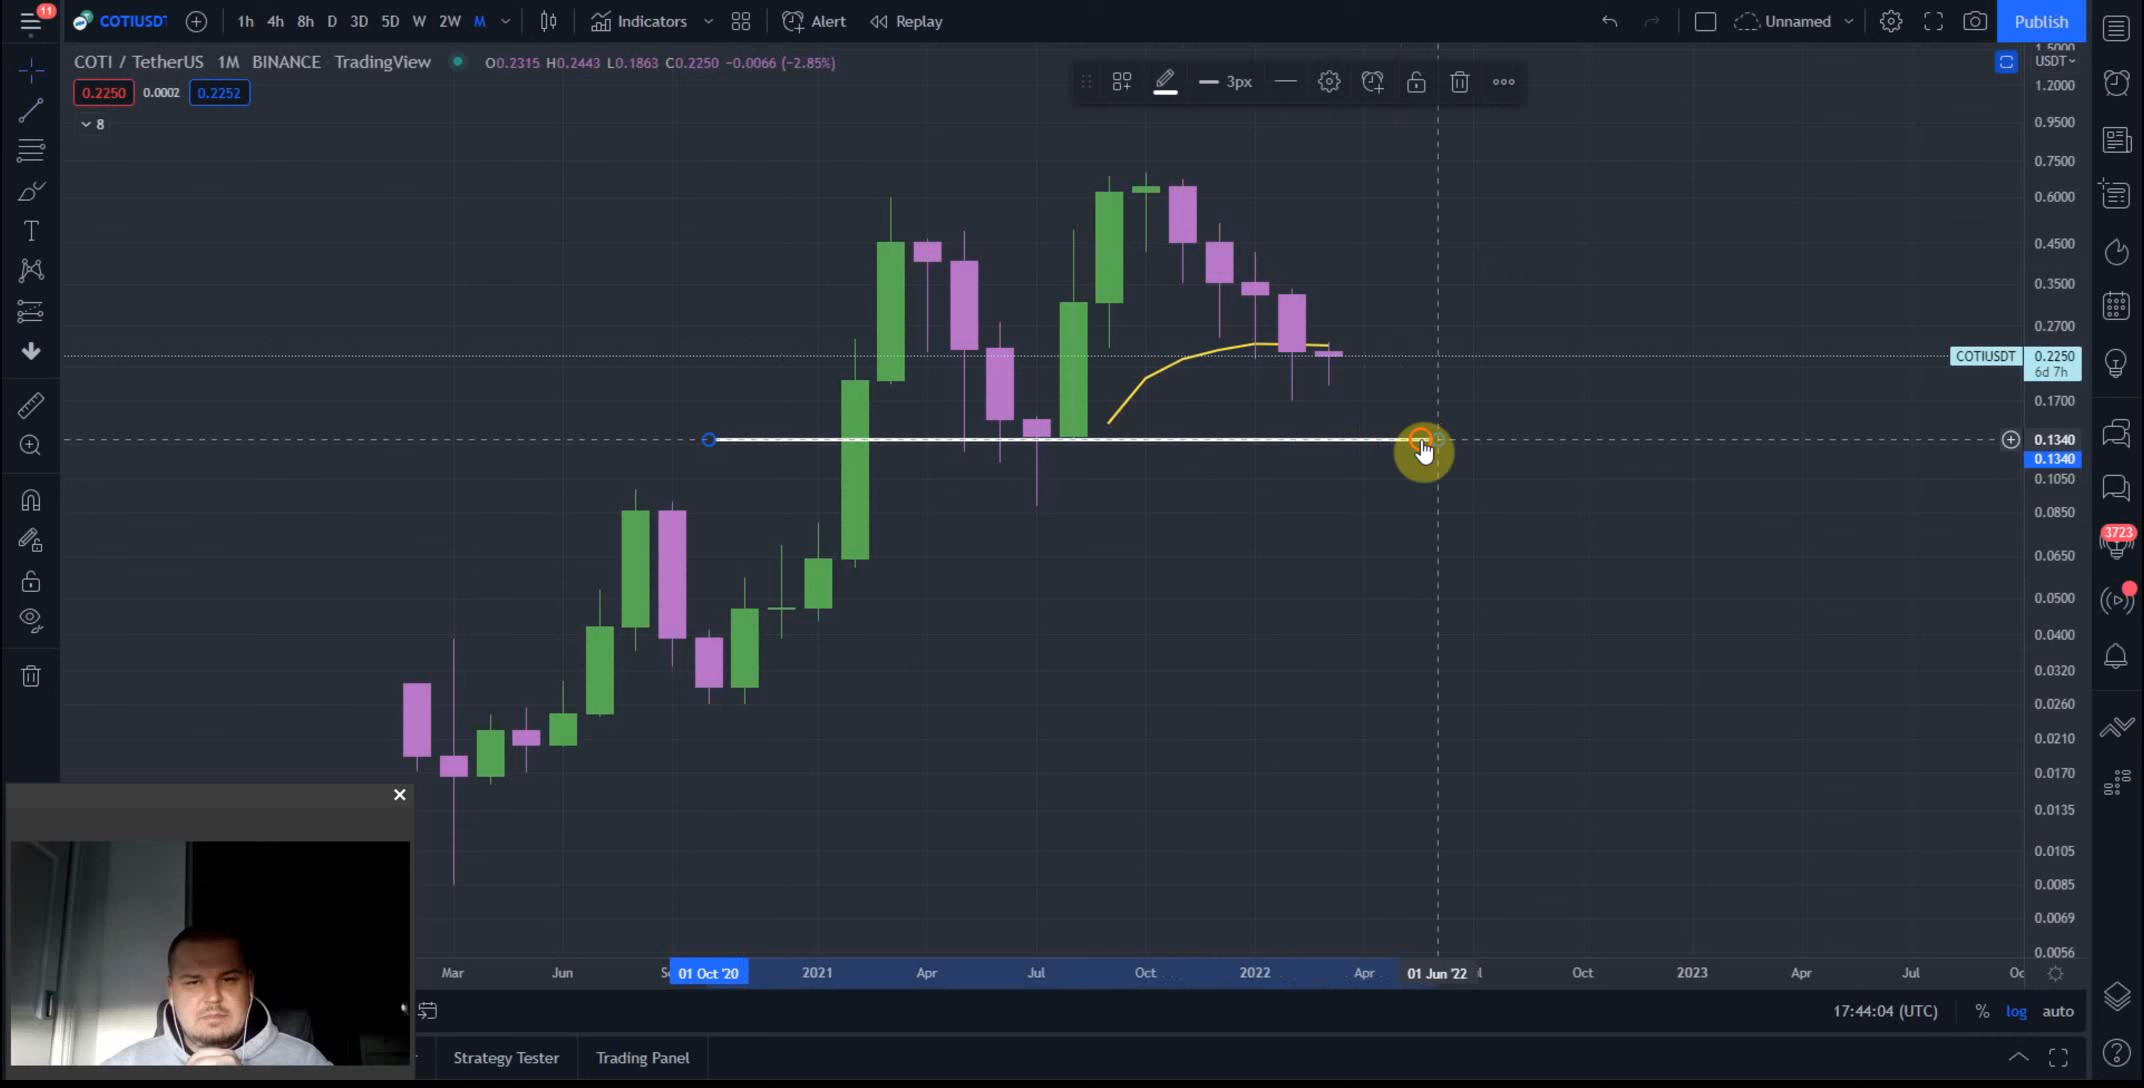 11
COTIUSDT
1h 4h 8h D 3D 5D W 2W M
Indicators
Alert
Replay
Unnamed
Publish
COTI / TetherUS 1M BINANCE TradingView
O0.2315 H0.2443 L0.1863 C0.2250 −0.0066 (−2.85%)
0.2250 0.0002 0.2252
8
3px
USDT
1.2000
0.9500
0.7500
0.6000
0.4500
0.3500
0.2700
COTIUSDT 0.2250
6d 7h
0.1700
0.1340
0.1340
0.1050
0.0850
0.0650
0.0500
0.0400
0.0320
0.0260
0.0210
0.0170
0.0135
0.0105
0.0085
0.0069
0.0056
3723
Mar Jun 01 Oct '20 2021 Apr Jul Oct 2022 Apr 01 Jun '22 Oct 2023 Apr Jul
17:44:04 (UTC) % log auto
Strategy Tester Trading Panel